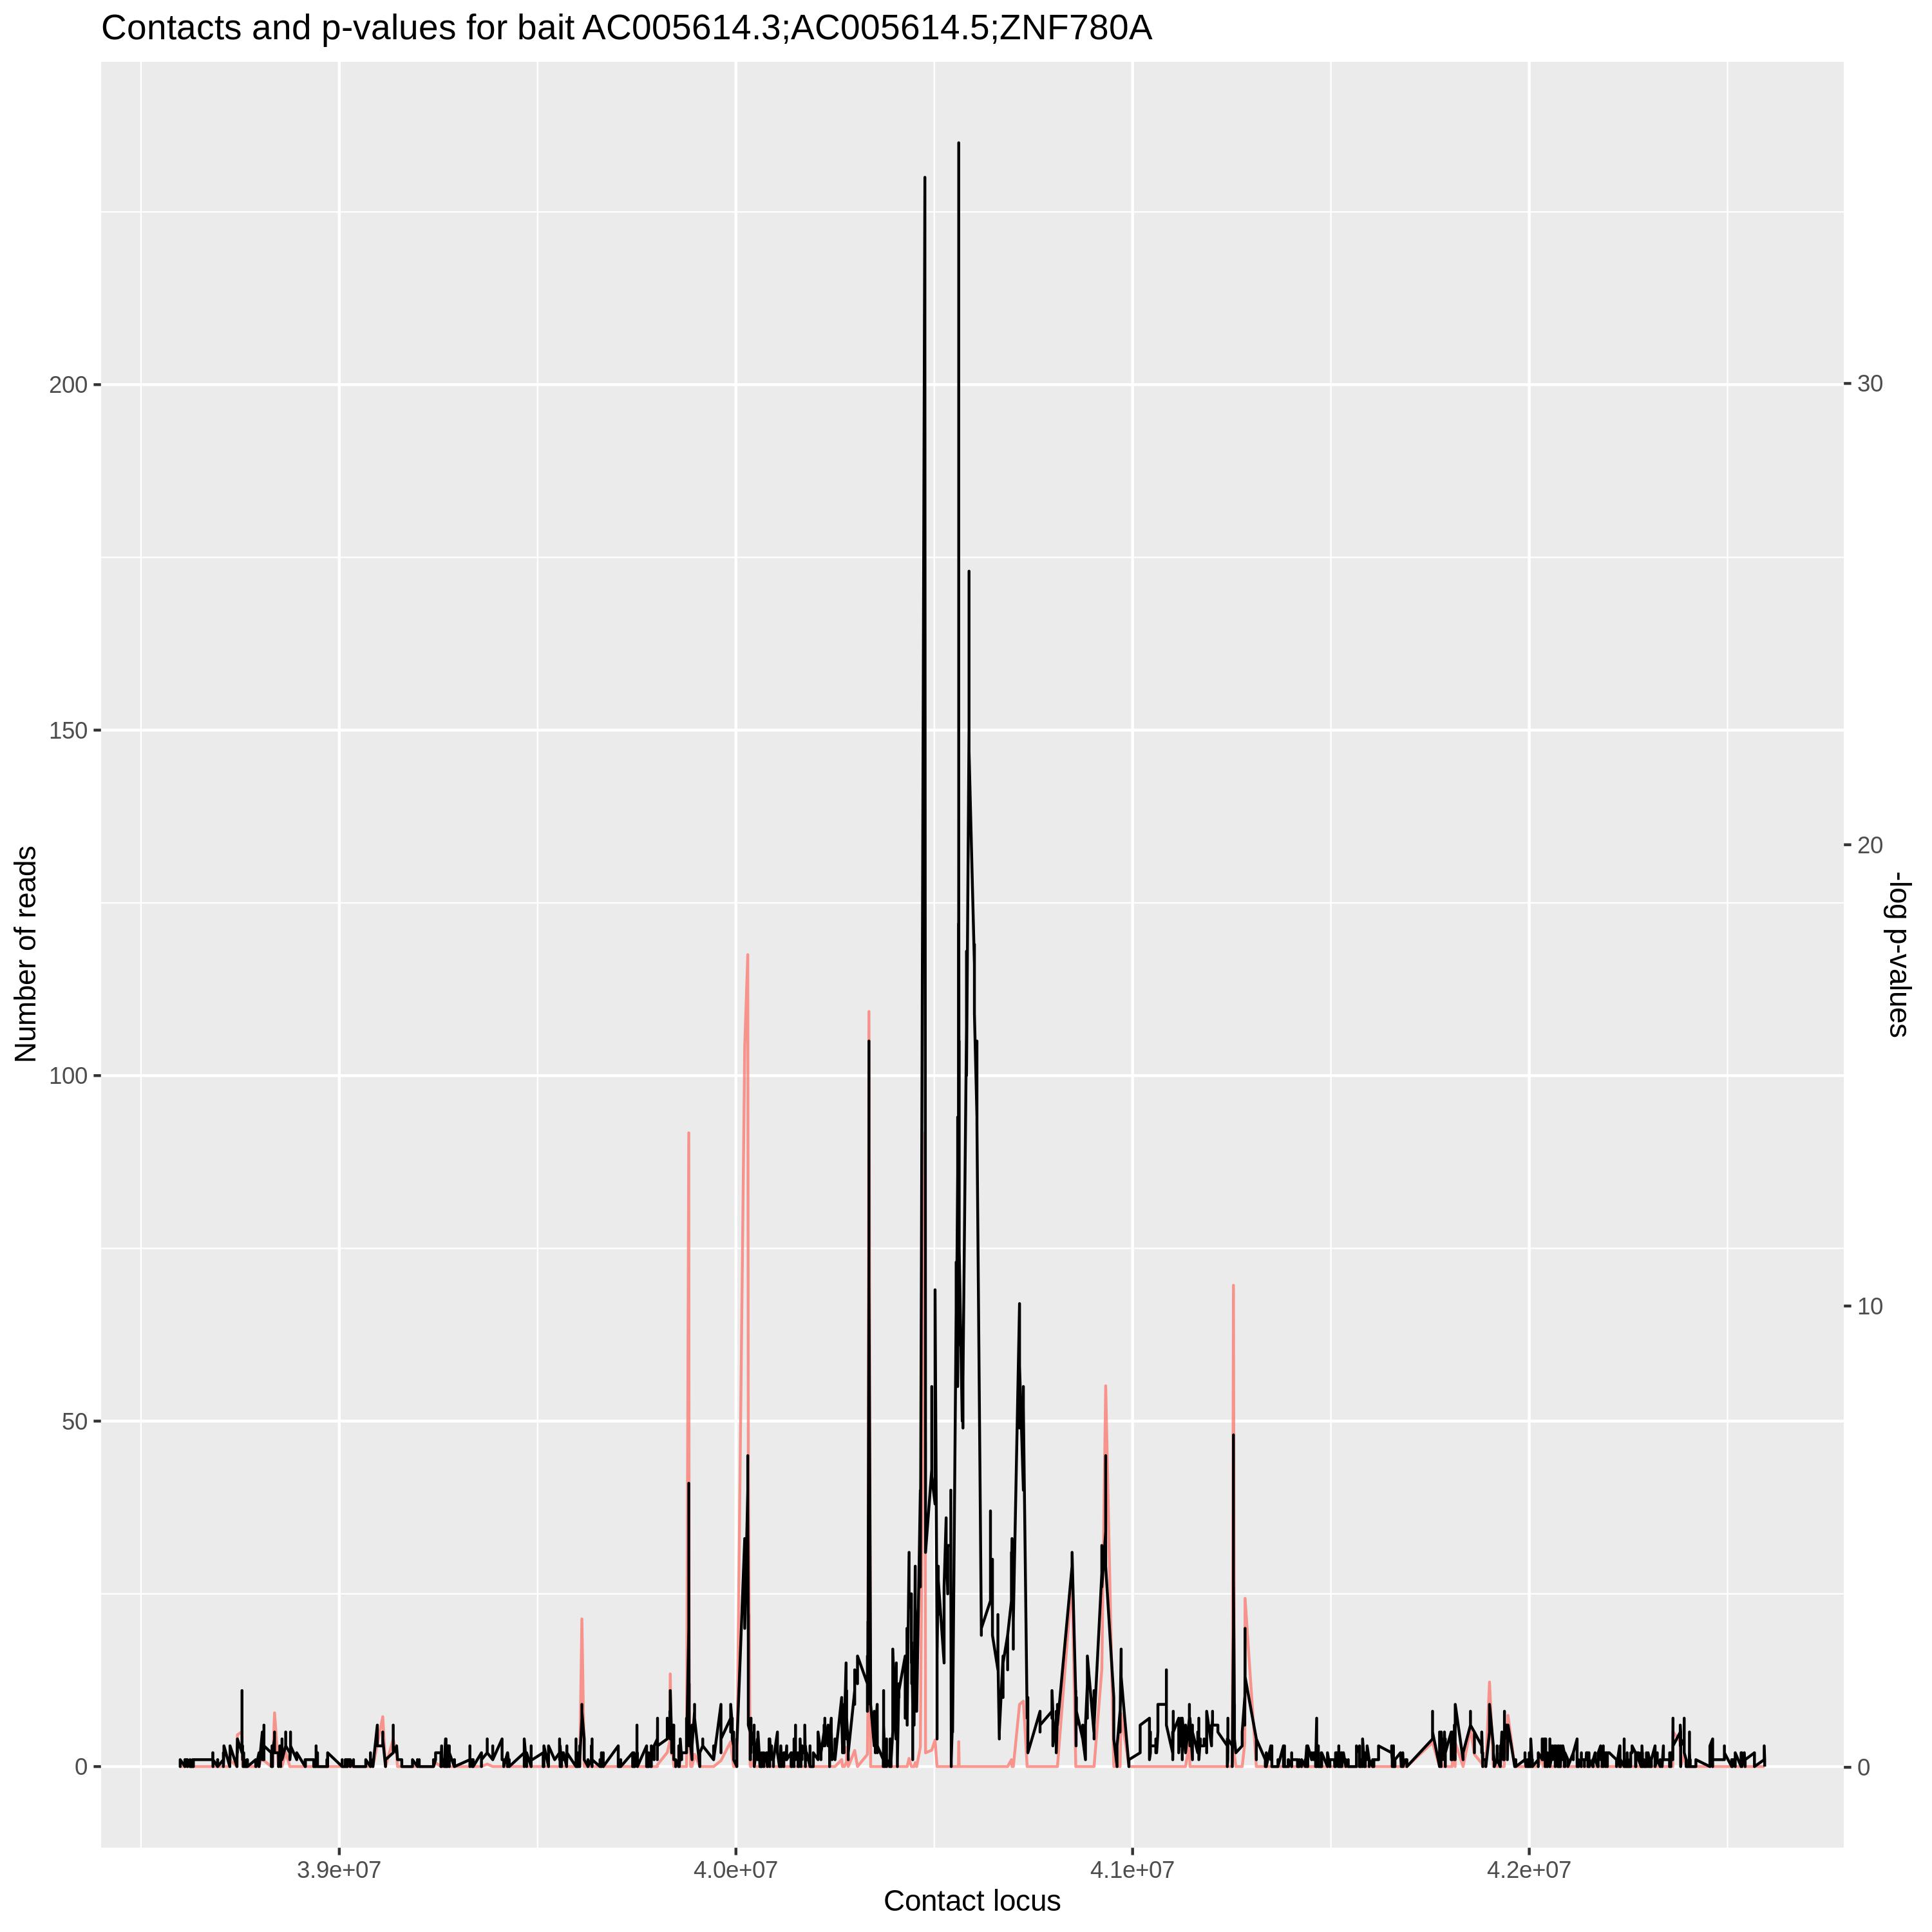 Contacts and p-values for bait AC005614.3;AC005614.5;ZNF780A
Number of reads
200
150
100
50
0
30
20
10
0
-log p-values
3.9e+07
4.0e+07
4.1e+07
4.2e+07
Contact locus